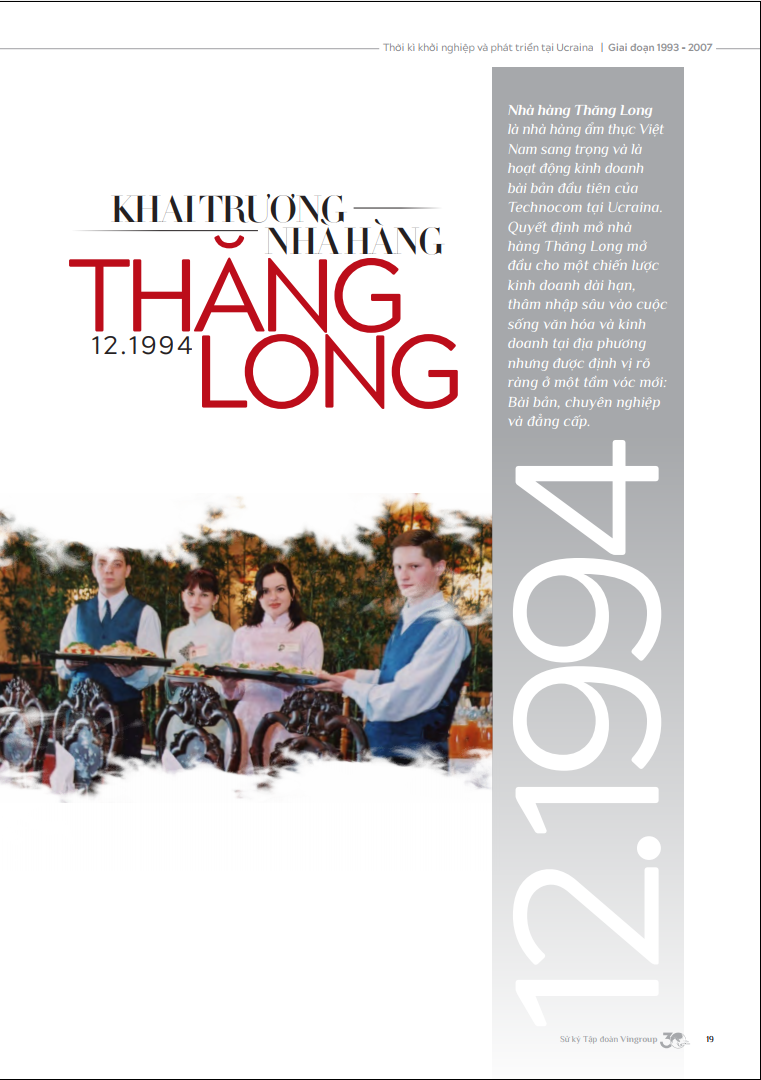 Thời kì khởi nghiệp và phát triển tại Ucraina | Giai đoạn 1993 - 2007
KHAI TRƯƠNG
NHÀ HÀNG
THĂNG
12.1994
LONG
Nhà hàng Thăng Long
là nhà hàng ẩm thực Việt
Nam sang trọng và là
hoạt động kinh doanh
bài bản đầu tiên của
Technocom tại Ucraina.
Quyết định mở nhà
hàng Thăng Long mở
đầu cho một chiến lược
kinh doanh dài hạn,
thâm nhập sâu vào cuộc
sống văn hóa và kinh
doanh tại địa phương
nhưng được định vị rõ
ràng ở một tầm vóc mới:
Bài bản, chuyên nghiệp
và đẳng cấp.
12.1994
Sử ký Tập đoàn Vingroup 30 19